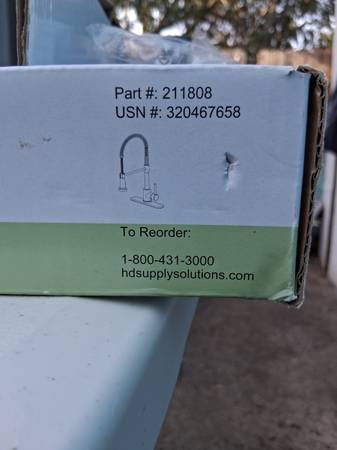 Part #: 211808
USN #: 320467658
To Reorder:
1-800-431-3000
hdsupplysolutions.com